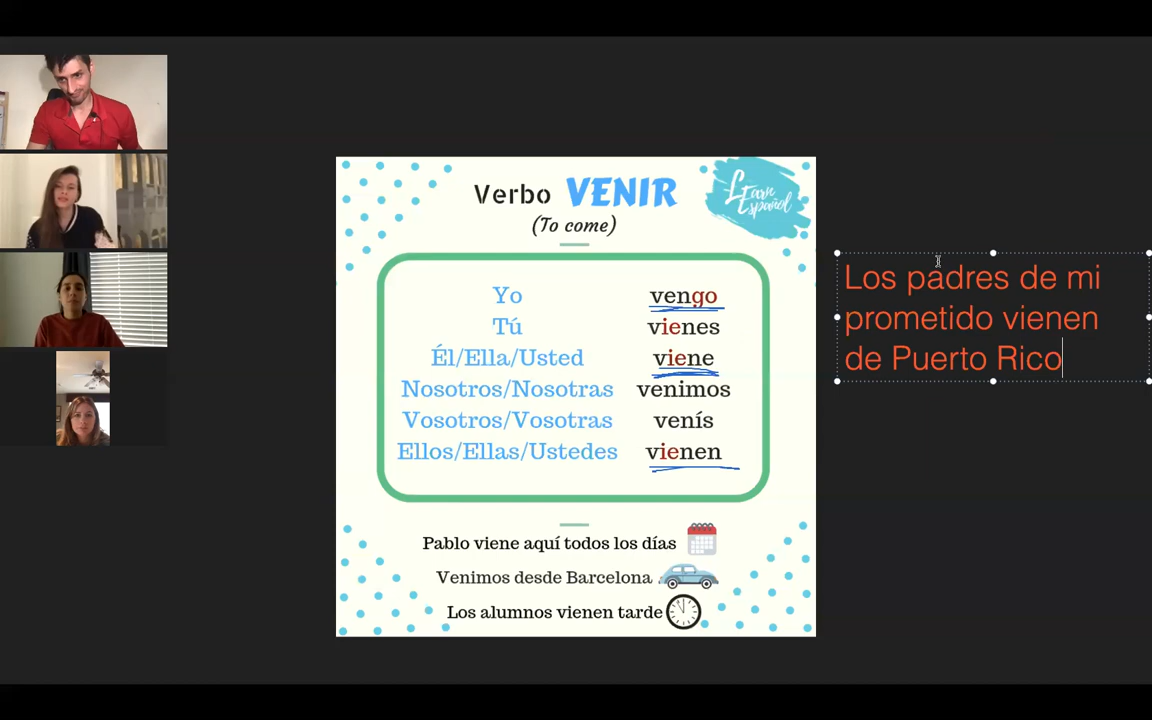 Verbo VENIR
(To come)
Learn
Español
Yo vengo
Tú vienes
Él/Ella/Usted viene
Nosotros/Nosotras venimos
Vosotros/Vosotras venís
Ellos/Ellas/Ustedes vienen
Pablo viene aquí todos los días
Venimos desde Barcelona
Los alumnos vienen tarde
Los padres de mi
prometido vienen
de Puerto Rico